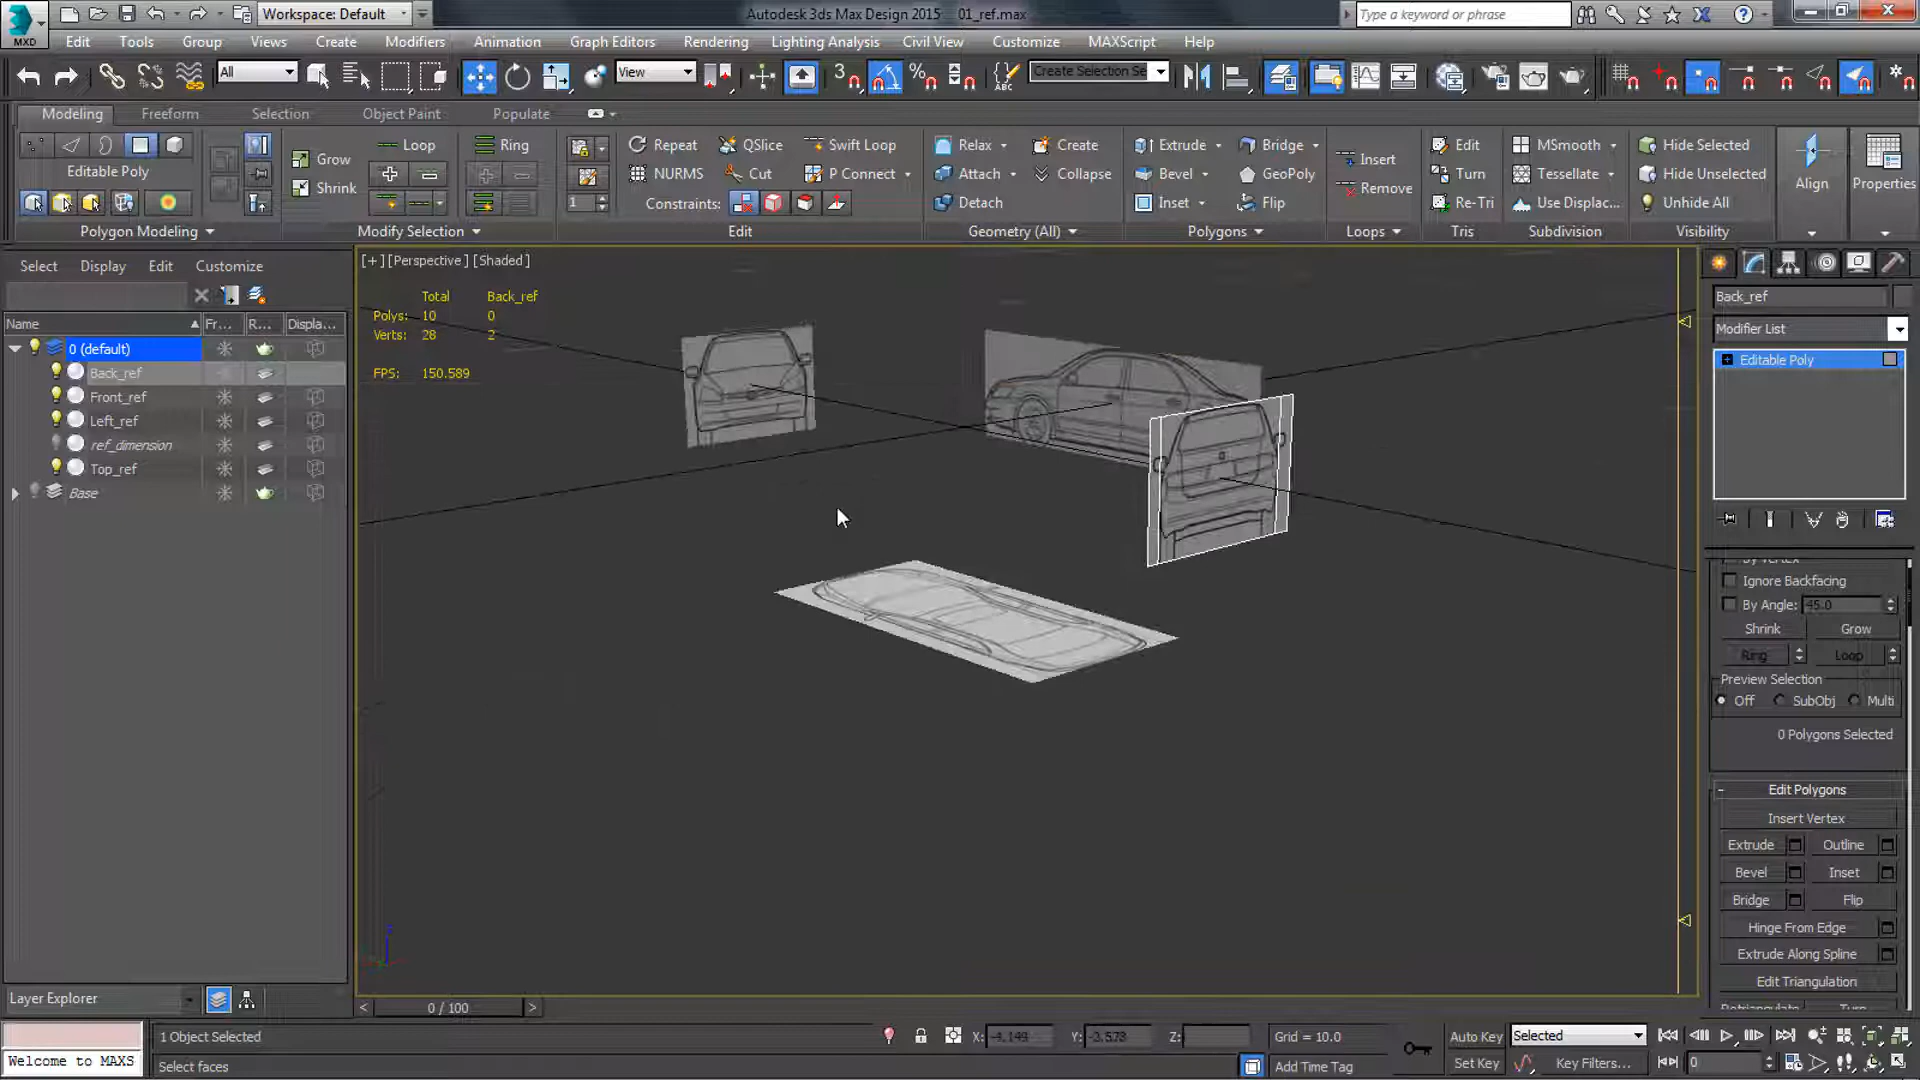 Workspace: Default
Autodesk 3ds Max Design 2015    01_ref.max
Type a keyword or phrase
MXD
Edit Tools Group Views Create Modifiers Animation Graph Editors Rendering Lighting Analysis Civil View Customize MAXScript Help
All
View
3
Create Selection Se
Modeling Freeform Selection Object Paint Populate
Loop Ring Repeat QSlice Swift Loop Relax Create Extrude Bridge Edit MSmooth Hide Selected
Grow Insert
Editable Poly NURMS Cut P Connect Attach Collapse Bevel GeoPoly Turn Tessellate Hide Unselected
Shrink Remove Align Properties
1 Constraints: Detach Inset Flip Re-Tri Use Displac... Unhide All
Polygon Modeling Modify Selection Edit Geometry (All) Polygons Loops Tris Subdivision Visibility
Select Display Edit Customize
[+][Perspective][Shaded]
Total Back_ref
Polys: 10 0
Verts: 28 2
FPS: 150.589
Name Fr... R... Displa...
0 (default)
Back_ref
Front_ref
Left_ref
ref_dimension
Top_ref
Base
Back_ref
Modifier List
Editable Poly
Ignore Backfacing
By Angle: 45.0
Shrink Grow
Ring Loop
Preview Selection
Off SubObj Multi
0 Polygons Selected
Edit Polygons
Insert Vertex
Extrude Outline
Bevel Inset
Bridge Flip
Hinge From Edge
Extrude Along Spline
Edit Triangulation
Layer Explorer
0 / 100
1 Object Selected X: Y: Z: Grid = 10.0 Auto Key Selected
Welcome to MAXS Select faces Add Time Tag Set Key Key Filters... 0